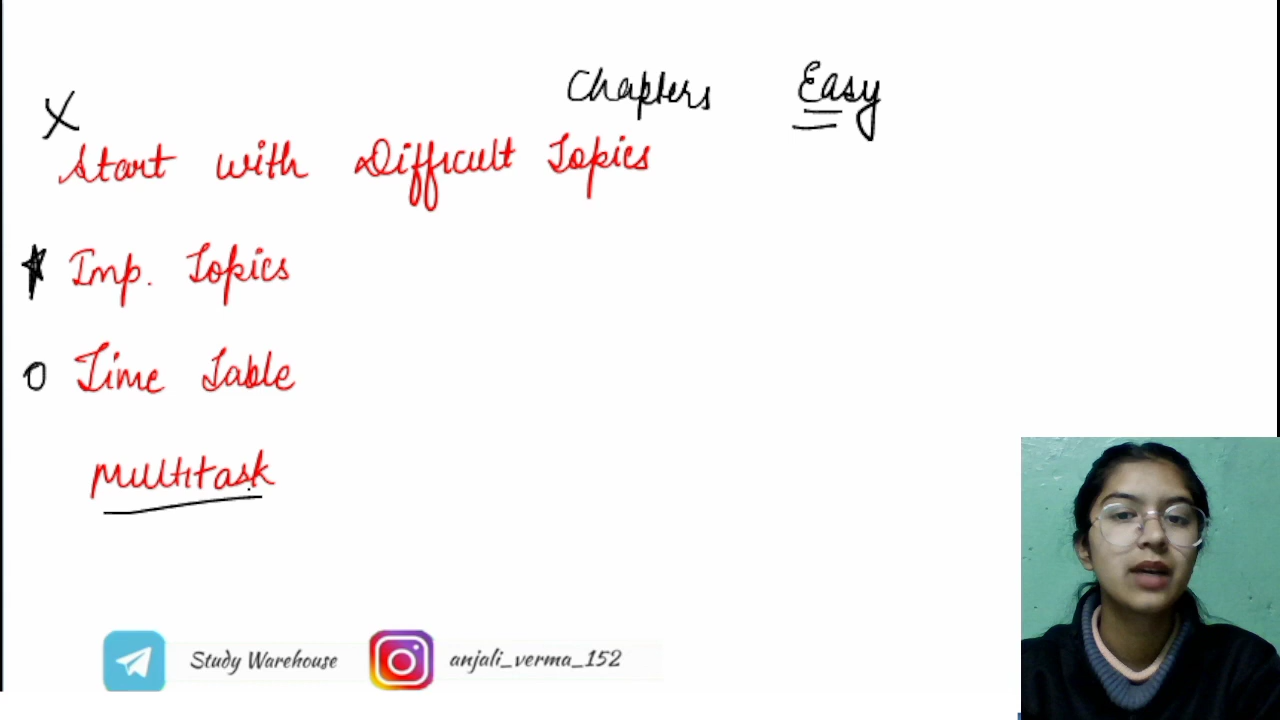 Chapters Easy
X
Start with Difficult Topics
Imp. Topics
Time Table
Multitask
Study Warehouse anjali_verma_152